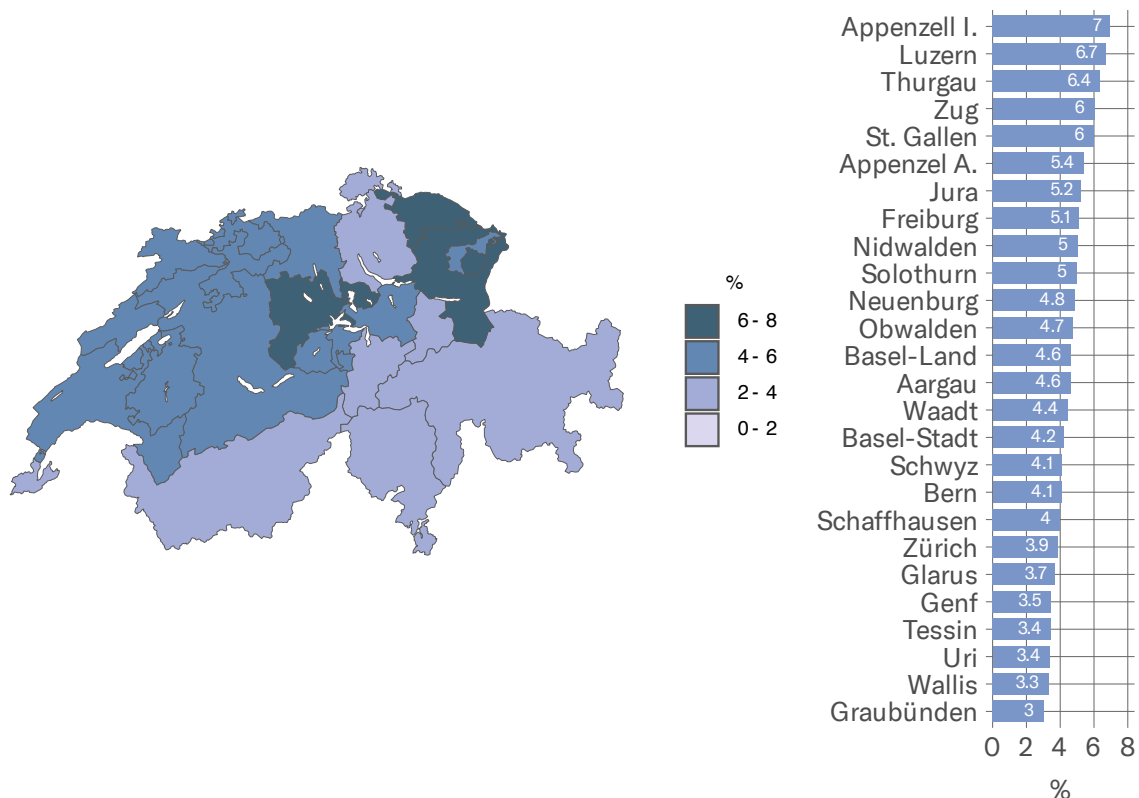 %
6 - 8
4 - 6
2 - 4
0 - 2
Appenzell I. 7
Luzern 6.7
Thurgau 6.4
Zug 6
St. Gallen 6
Appenzel A. 5.4
Jura 5.2
Freiburg 5.1
Nidwalden 5
Solothurn 5
Neuenburg 4.8
Obwalden 4.7
Basel-Land 4.6
Aargau 4.6
Waadt 4.4
Basel-Stadt 4.2
Schwyz 4.1
Bern 4.1
Schaffhausen 4
Zürich 3.9
Glarus 3.7
Genf 3.5
Tessin 3.4
Uri 3.4
Wallis 3.3
Graubünden 3
0 2 4 6 8
%